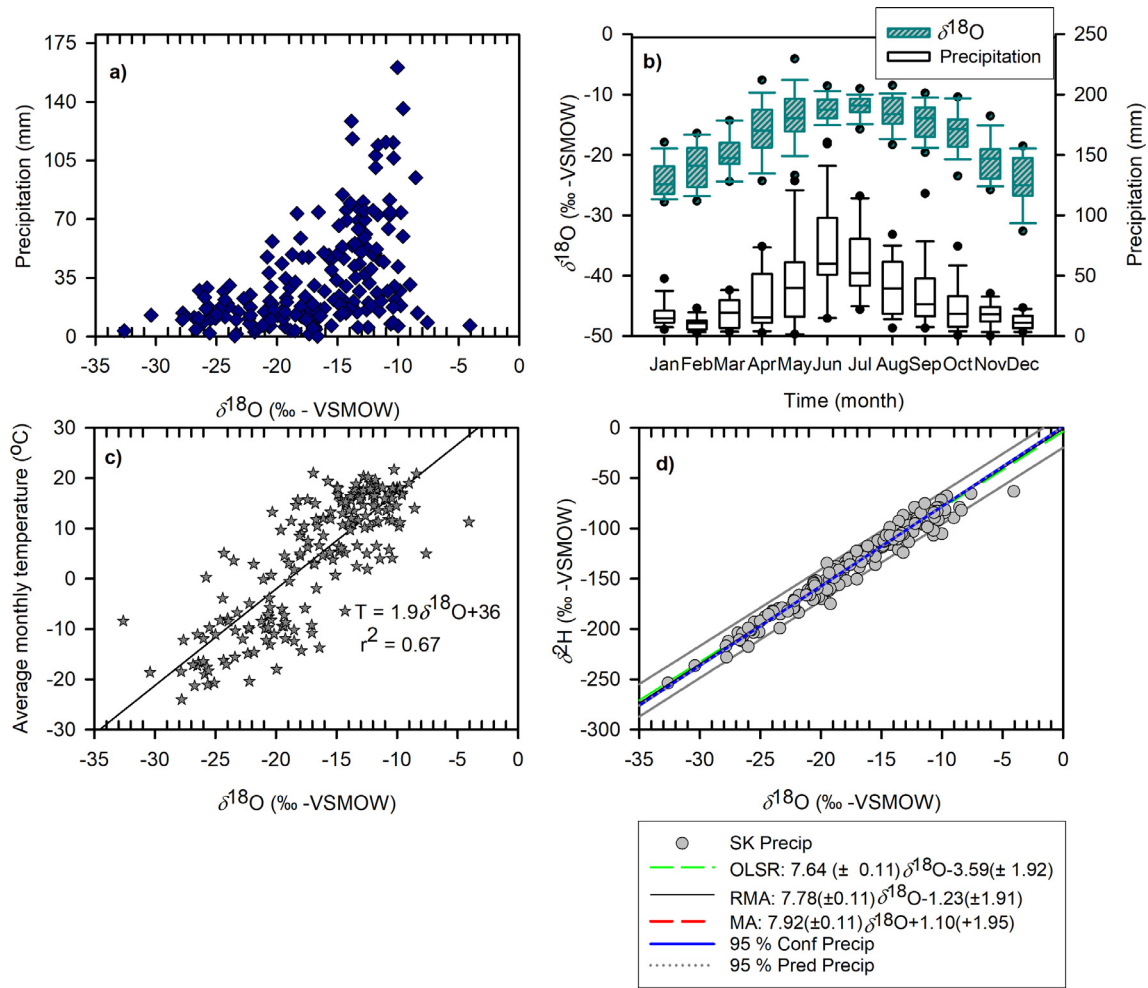 a)
Precipitation (mm)
175
140
105
70
35
0
-35 -30 -25 -20 -15 -10 -5 0
δ18O (‰ - VSMOW)
b)
δ18O
Precipitation
δ18O (‰ -VSMOW)
0
-10
-20
-30
-40
-50
250
200
150
100
50
0
Precipitation (mm)
Jan Feb Mar Apr May Jun Jul Aug Sep Oct Nov Dec
Time (month)
c)
Average monthly temperature (oC)
30
20
10
0
-10
-20
-30
T = 1.9δ18O+36
r2 = 0.67
-35 -30 -25 -20 -15 -10 -5 0
δ18O (‰ -VSMOW)
d)
δ2H (‰ -VSMOW)
0
-50
-100
-150
-200
-250
-300
-35 -30 -25 -20 -15 -10 -5 0
δ18O (‰ -VSMOW)
SK Precip
OLSR: 7.64 (± 0.11)δ18O-3.59(± 1.92)
RMA: 7.78(±0.11)δ18O-1.23(±1.91)
MA: 7.92(±0.11)δ18O+1.10(+1.95)
95 % Conf Precip
95 % Pred Precip